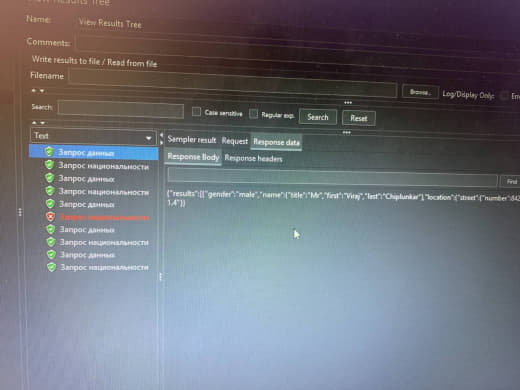 View Results Tree
Name: View Results Tree
Comments:
Write results to file / Read from file
Filename Browse... Log/Display Only:
Search: Case sensitive Regular exp. Search Reset
Text
Sampler result Request Response data
Response Body Response headers
Find
Запрос данных
Запрос национальности
Запрос данных
Запрос национальности
Запрос данных
Запрос национальности
Запрос данных
Запрос национальности
Запрос данных
Запрос национальности
{"results":[{"gender":"male","name":{"title":"Mr","first":"Viraj","last":"Chiplunkar"},"location":{"street":{"number":842
1.4"}}